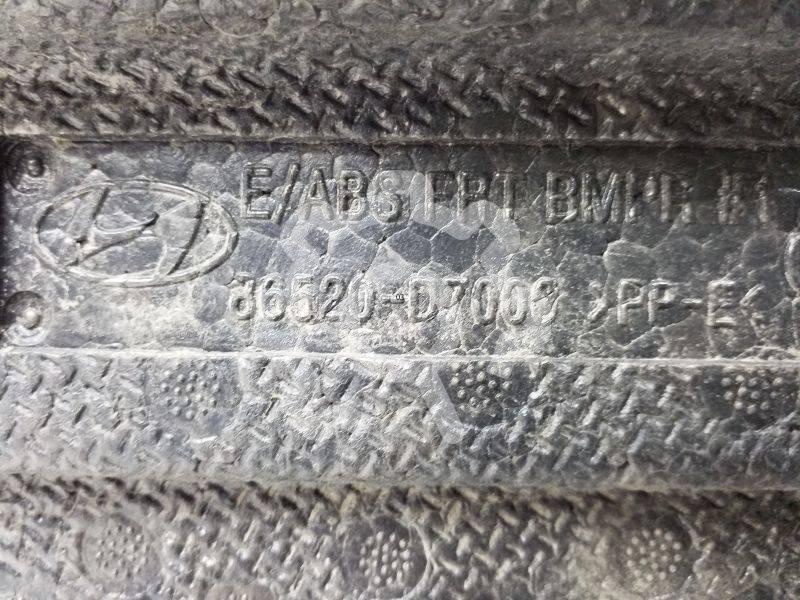 E/ABS FRT BMPR #1
86520-D7000 >PP-E<